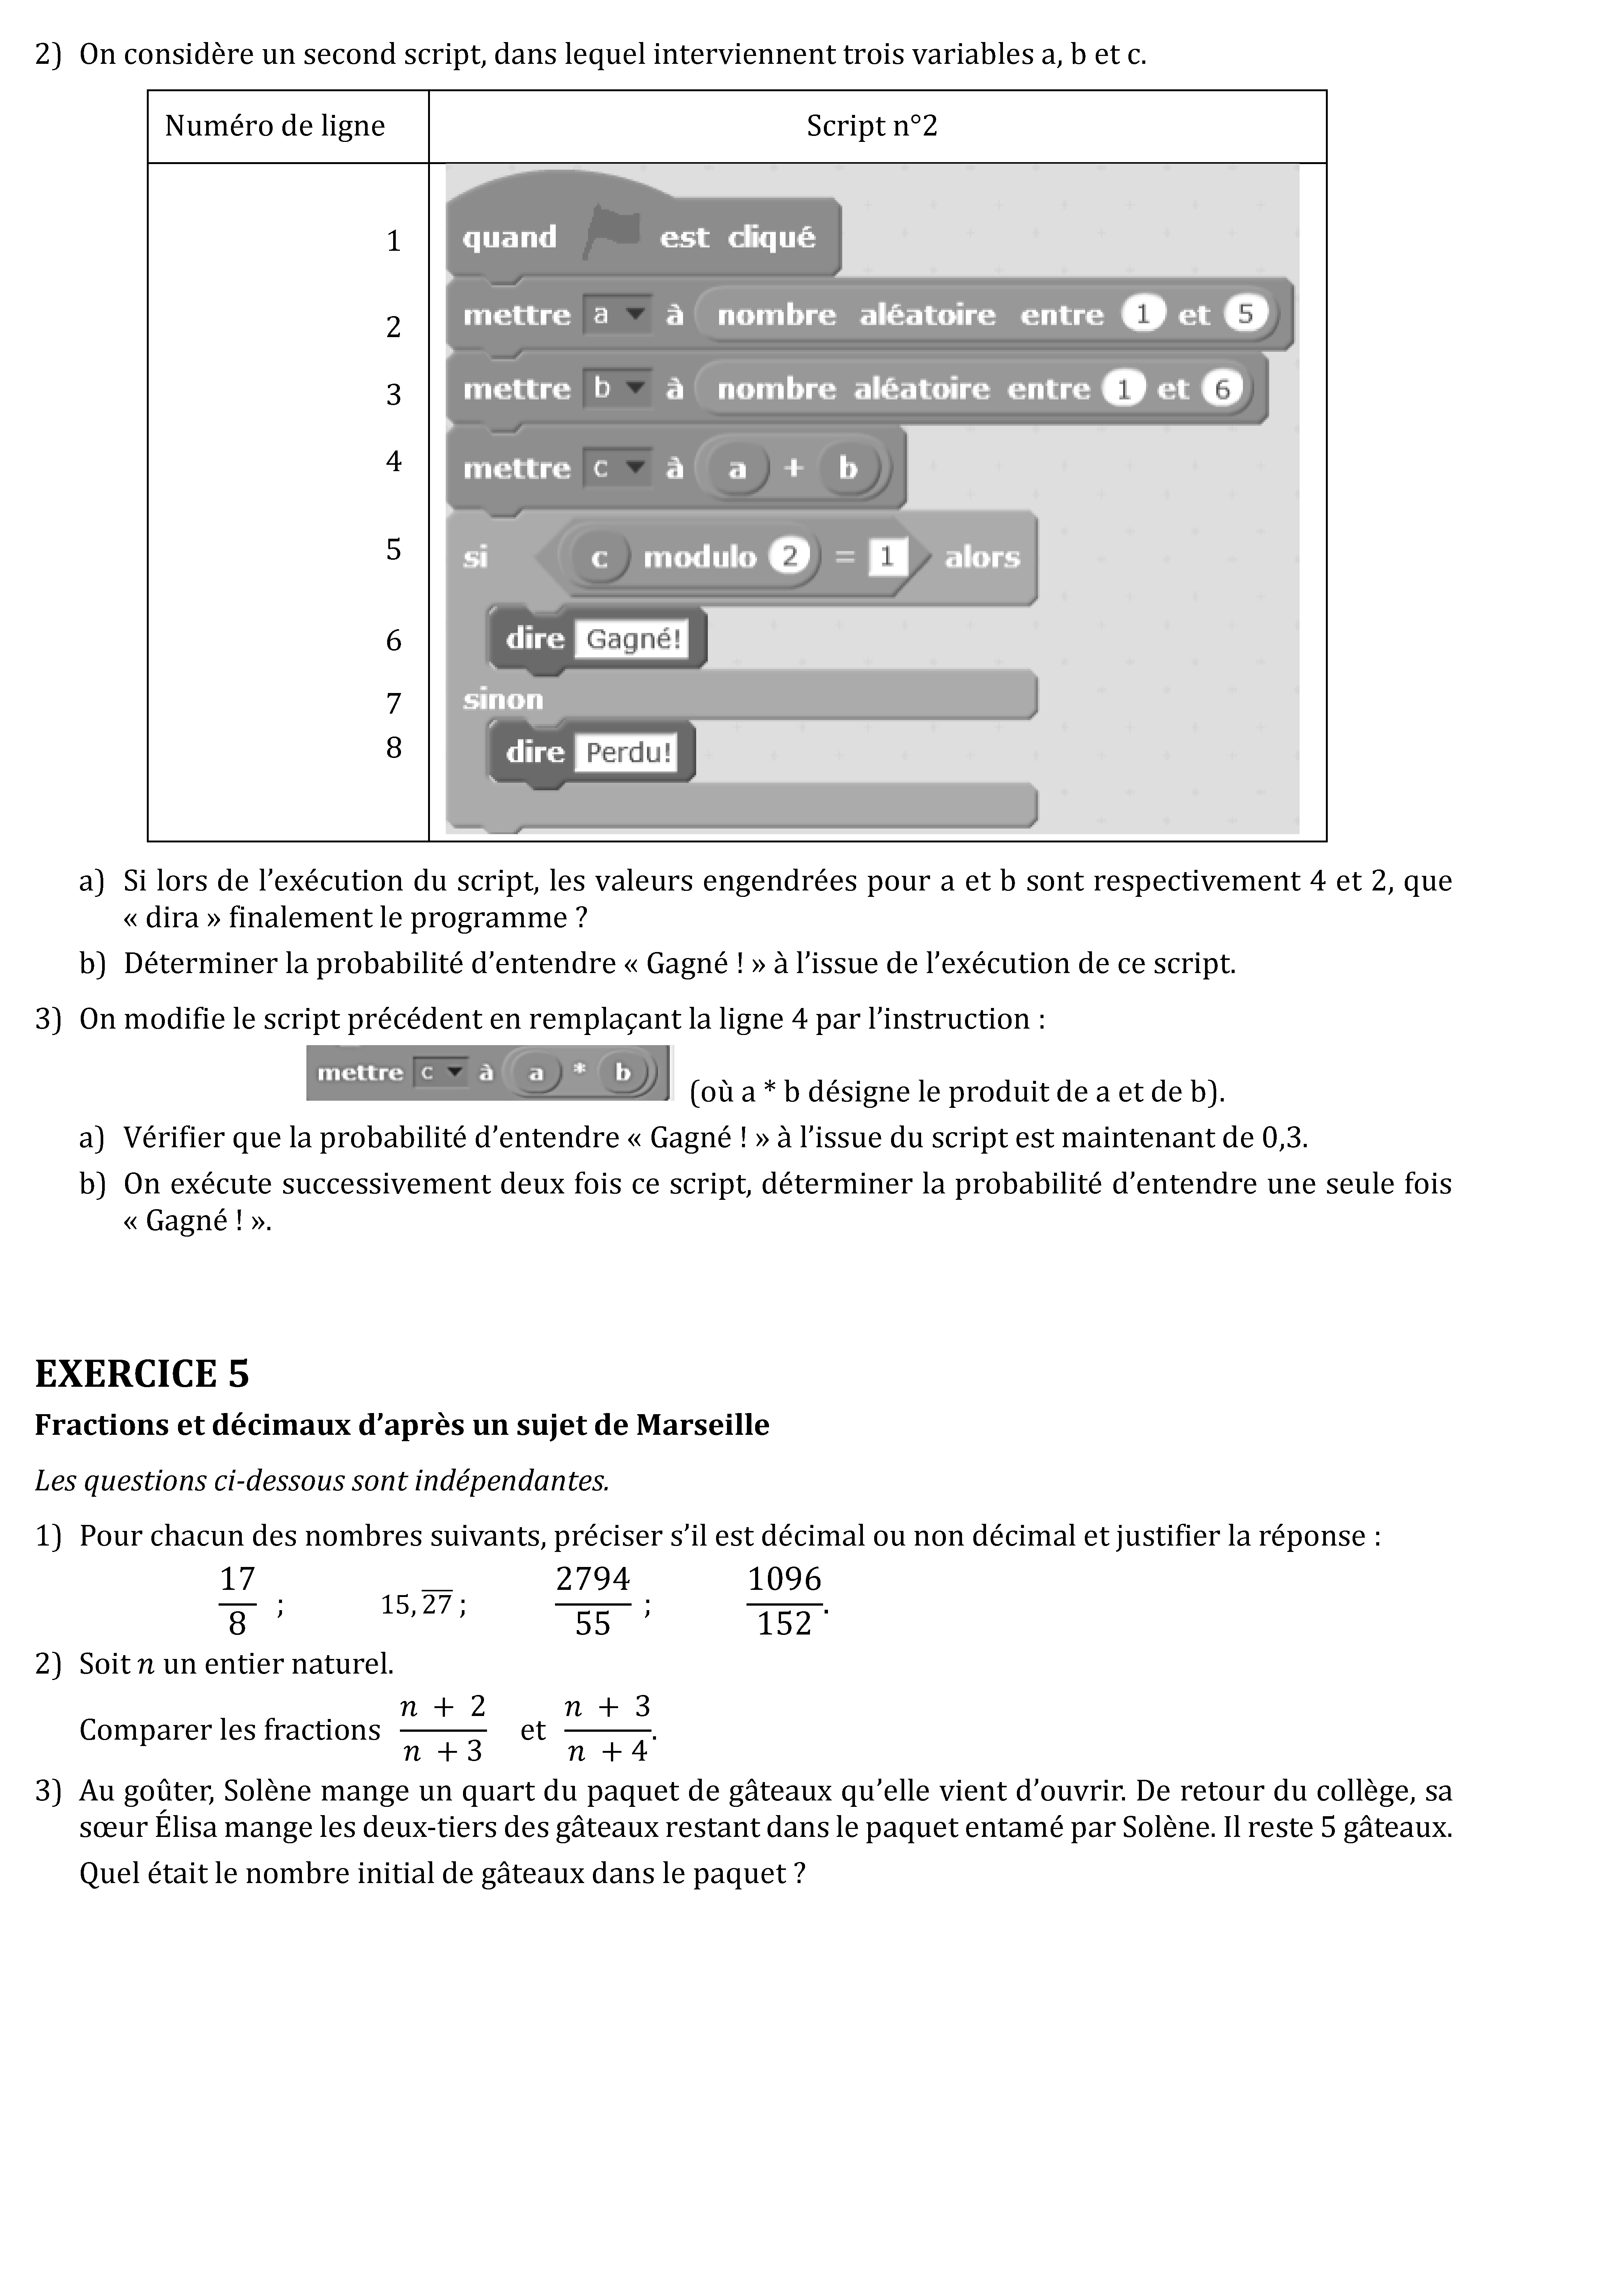 2) On considère un second script, dans lequel interviennent trois variables a, b et c.
Numéro de ligne Script n°2
1 quand est cliqué
2 mettre a à nombre aléatoire entre 1 et 5
3 mettre b à nombre aléatoire entre 1 et 6
4 mettre c à a + b
5 si c modulo 2 = 1 alors
6 dire Gagné!
7 sinon
8 dire Perdu!
a) Si lors de l’exécution du script, les valeurs engendrées pour a et b sont respectivement 4 et 2, que
« dira » finalement le programme ?
b) Déterminer la probabilité d’entendre « Gagné ! » à l’issue de l’exécution de ce script.
3) On modifie le script précédent en remplaçant la ligne 4 par l’instruction :
mettre c à a * b (où a * b désigne le produit de a et de b).
a) Vérifier que la probabilité d’entendre « Gagné ! » à l’issue du script est maintenant de 0,3.
b) On exécute successivement deux fois ce script, déterminer la probabilité d’entendre une seule fois
« Gagné ! ».
EXERCICE 5
Fractions et décimaux d’après un sujet de Marseille
Les questions ci-dessous sont indépendantes.
1) Pour chacun des nombres suivants, préciser s’il est décimal ou non décimal et justifier la réponse :
17/8 ; 15, 2̅7̅ ; 2794/55 ; 1096/152.
2) Soit n un entier naturel.
Comparer les fractions (n + 2)/(n + 3) et (n + 3)/(n + 4).
3) Au goûter, Solène mange un quart du paquet de gâteaux qu’elle vient d’ouvrir. De retour du collège, sa
sœur Élisa mange les deux-tiers des gâteaux restant dans le paquet entamé par Solène. Il reste 5 gâteaux.
Quel était le nombre initial de gâteaux dans le paquet ?